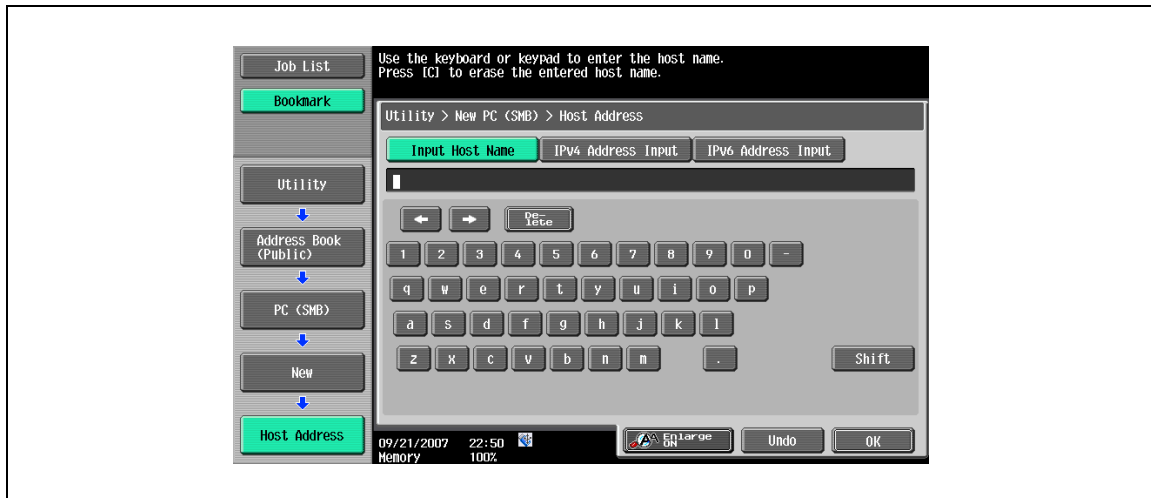 Job List
Bookmark
Utility
Address Book
(Public)
PC (SMB)
New
Host Address
Use the keyboard or keypad to enter the host name.
Press [C] to erase the entered host name.
Utility > New PC (SMB) > Host Address
Input Host Name IPv4 Address Input IPv6 Address Input
De-
lete
1 2 3 4 5 6 7 8 9 0 -
q w e r t y u i o p
a s d f g h j k l
z x c v b n m . Shift
09/21/2007 22:50
Memory 100%
Enlarge
ON
Undo OK